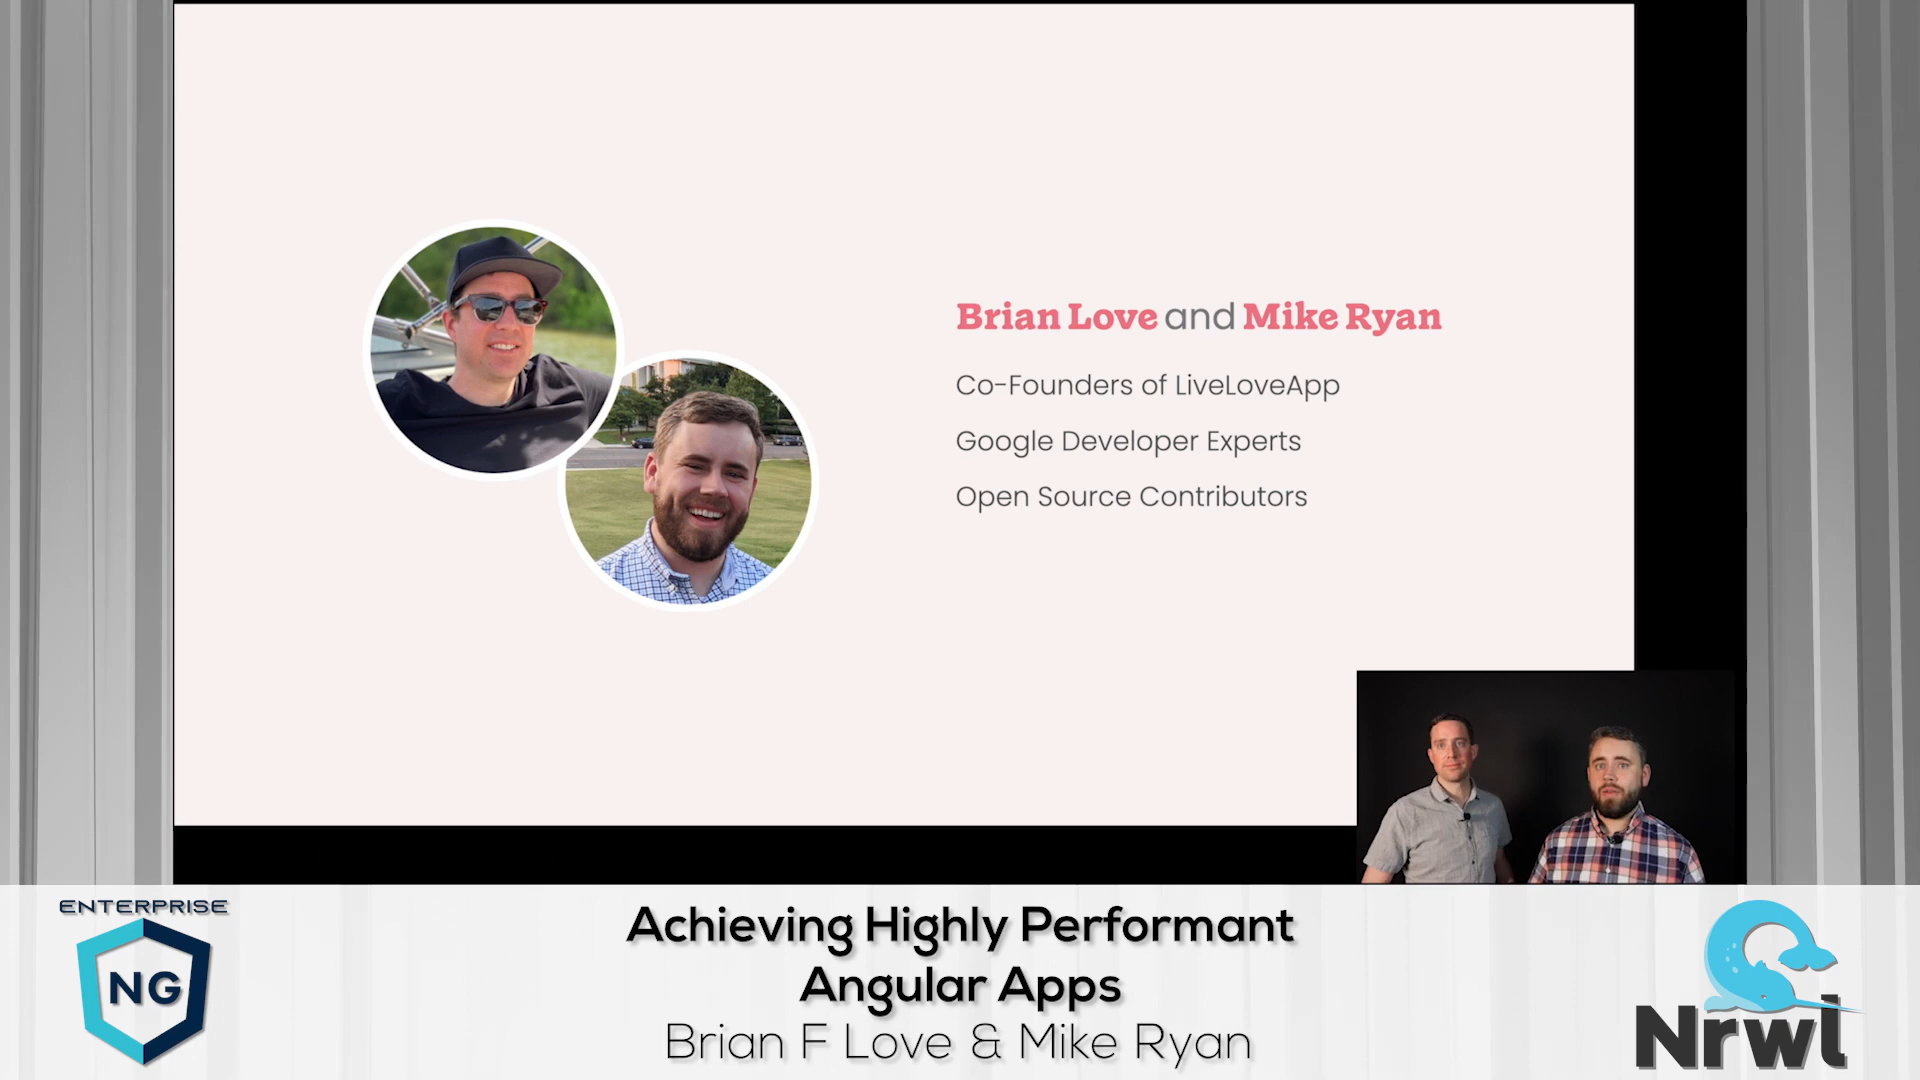 Brian Love and Mike Ryan
Co-Founders of LiveLoveApp
Google Developer Experts
Open Source Contributors
ENTERPRISE
NG
Achieving Highly Performant
Angular Apps
Brian F Love & Mike Ryan
Nrwl